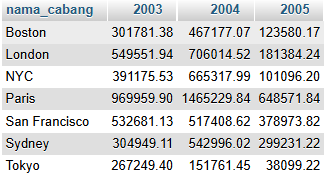 nama_cabang 2003 2004 2005
Boston 301781.38 467177.07 123580.17
London 549551.94 706014.52 181384.24
NYC 391175.53 665317.99 101096.20
Paris 969959.90 1465229.84 648571.84
San Francisco 532681.13 517408.62 378973.82
Sydney 304949.11 542996.02 299231.22
Tokyo 267249.40 151761.45 38099.22